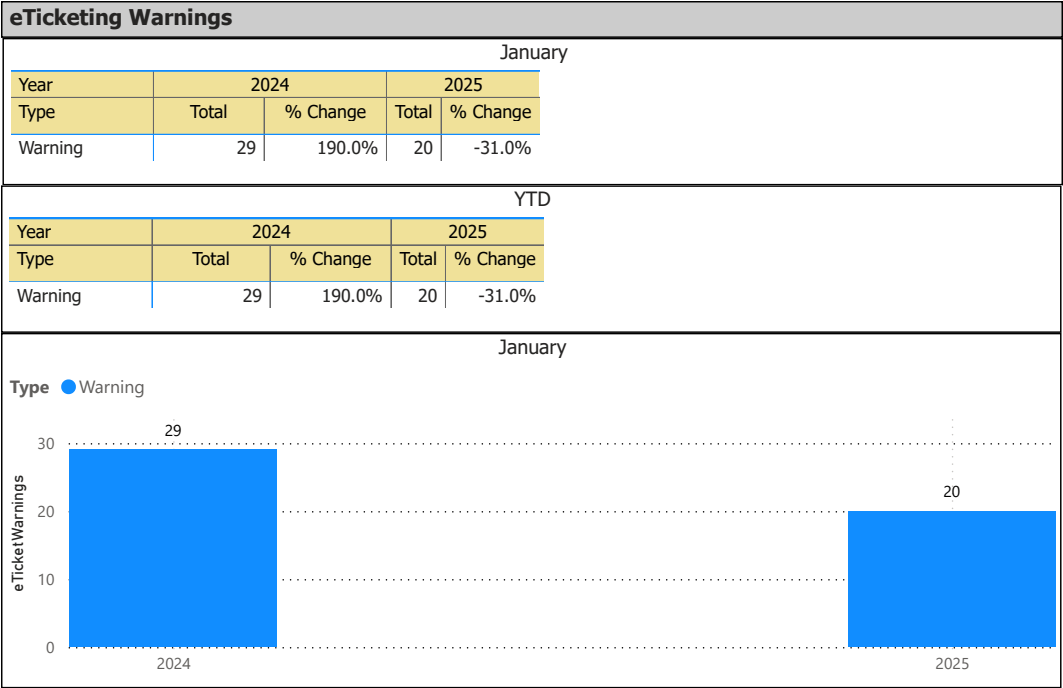 eTicketing Warnings
January
Year 2024 2025
Type Total % Change Total % Change
Warning 29 190.0% 20 -31.0%
YTD
Year 2024 2025
Type Total % Change Total % Change
Warning 29 190.0% 20 -31.0%
January
Type Warning
eTicketWarnings
30
20
10
0
29
20
2024 2025